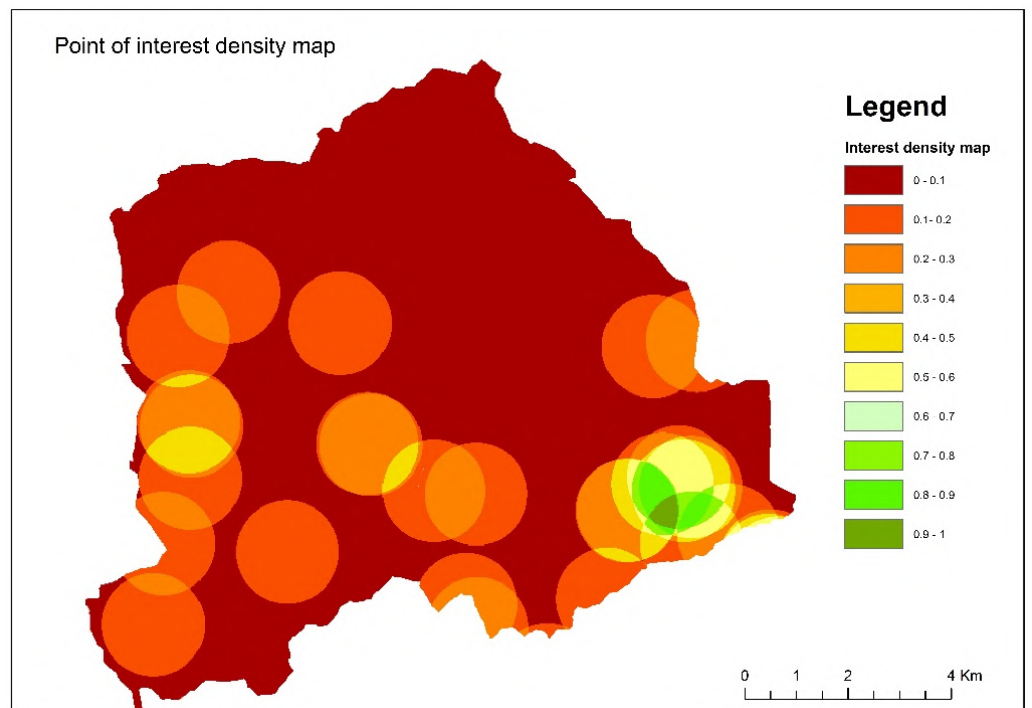 Point of interest density map
Legend
Interest density map
0 - 0.1
0.1- 0.2
0.2 - 0.3
0.3 - 0.4
0.4 - 0.5
0.5 - 0.6
0.6 - 0.7
0.7 - 0.8
0.8 - 0.9
0.9 - 1
0 1 2 4 Km